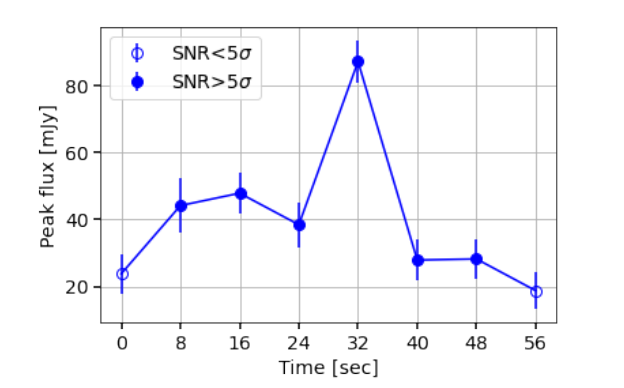 SNR<5σ
SNR>5σ
Peak flux [mJy]
80
60
40
20
0 8 16 24 32 40 48 56
Time [sec]